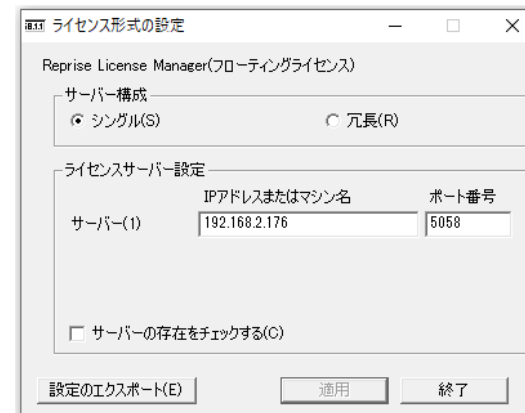 iB.1.1 ライセンス形式の設定
Reprise License Manager(フローティングライセンス)
サーバー構成
シングル(S) 冗長(R)
ライセンスサーバー設定
IPアドレスまたはマシン名 ポート番号
サーバー(1) 192.168.2.176 5058
サーバーの存在をチェックする(C)
設定のエクスポート(E) 適用 終了